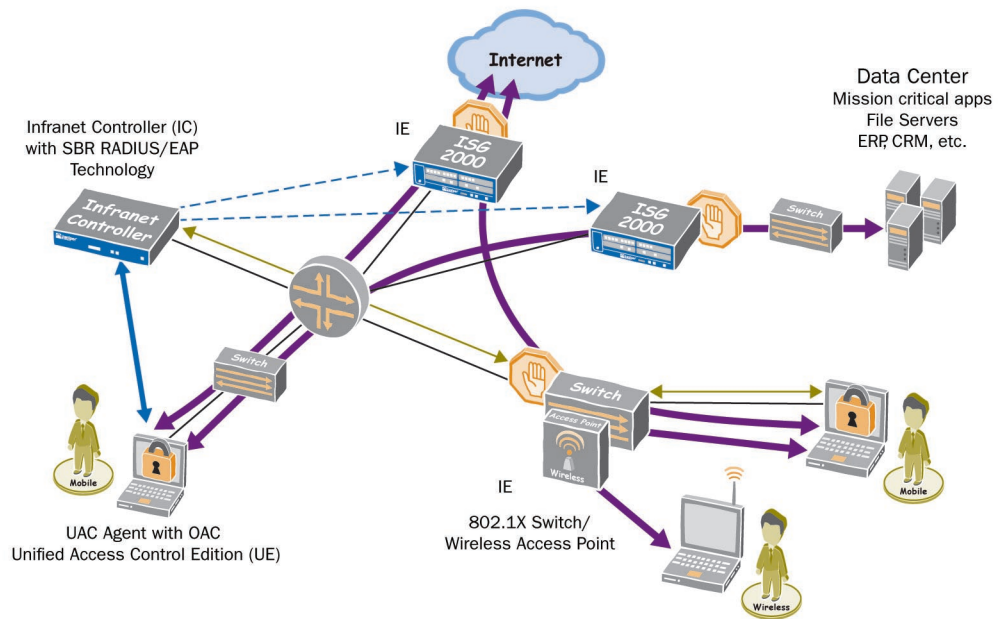 Internet
Data Center
Mission critical apps
File Servers
ERP, CRM, etc.
Infranet Controller (IC)
with SBR RADIUS/EAP
Technology
IE
ISG
2000
IE
ISG
2000
Switch
Infranet
Controller
Switch
Switch
Access Point
Wireless
Mobile
Mobile
IE
802.1X Switch/
Wireless Access Point
UAC Agent with OAC
Unified Access Control Edition (UE)
Wireless